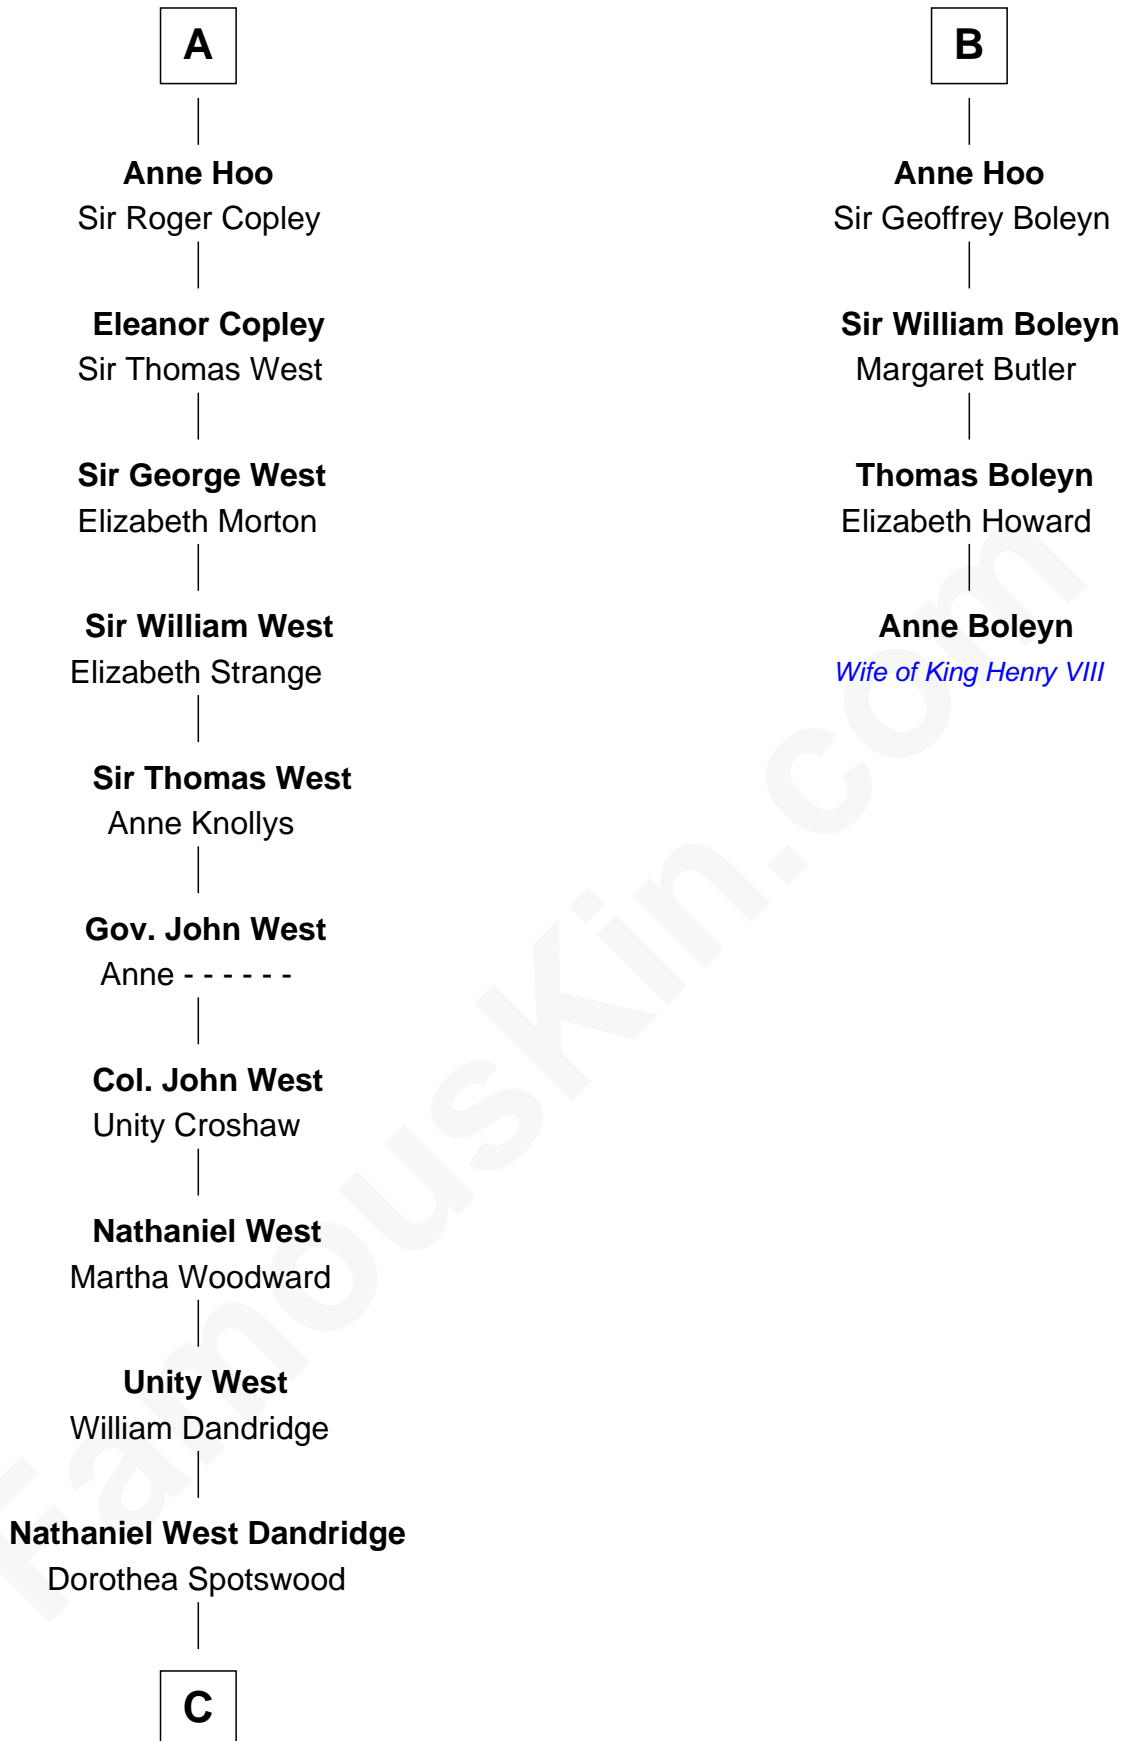 A
Anne Hoo
Sir Roger Copley
Eleanor Copley
Sir Thomas West
Sir George West
Elizabeth Morton
Sir William West
Elizabeth Strange
Sir Thomas West
Anne Knollys
Gov. John West
Anne - - - - - -
Col. John West
Unity Croshaw
Nathaniel West
Martha Woodward
Unity West
William Dandridge
Nathaniel West Dandridge
Dorothea Spotswood
C
B
Anne Hoo
Sir Geoffrey Boleyn
Sir William Boleyn
Margaret Butler
Thomas Boleyn
Elizabeth Howard
Anne Boleyn
Wife of King Henry VIII
FamousKin.com